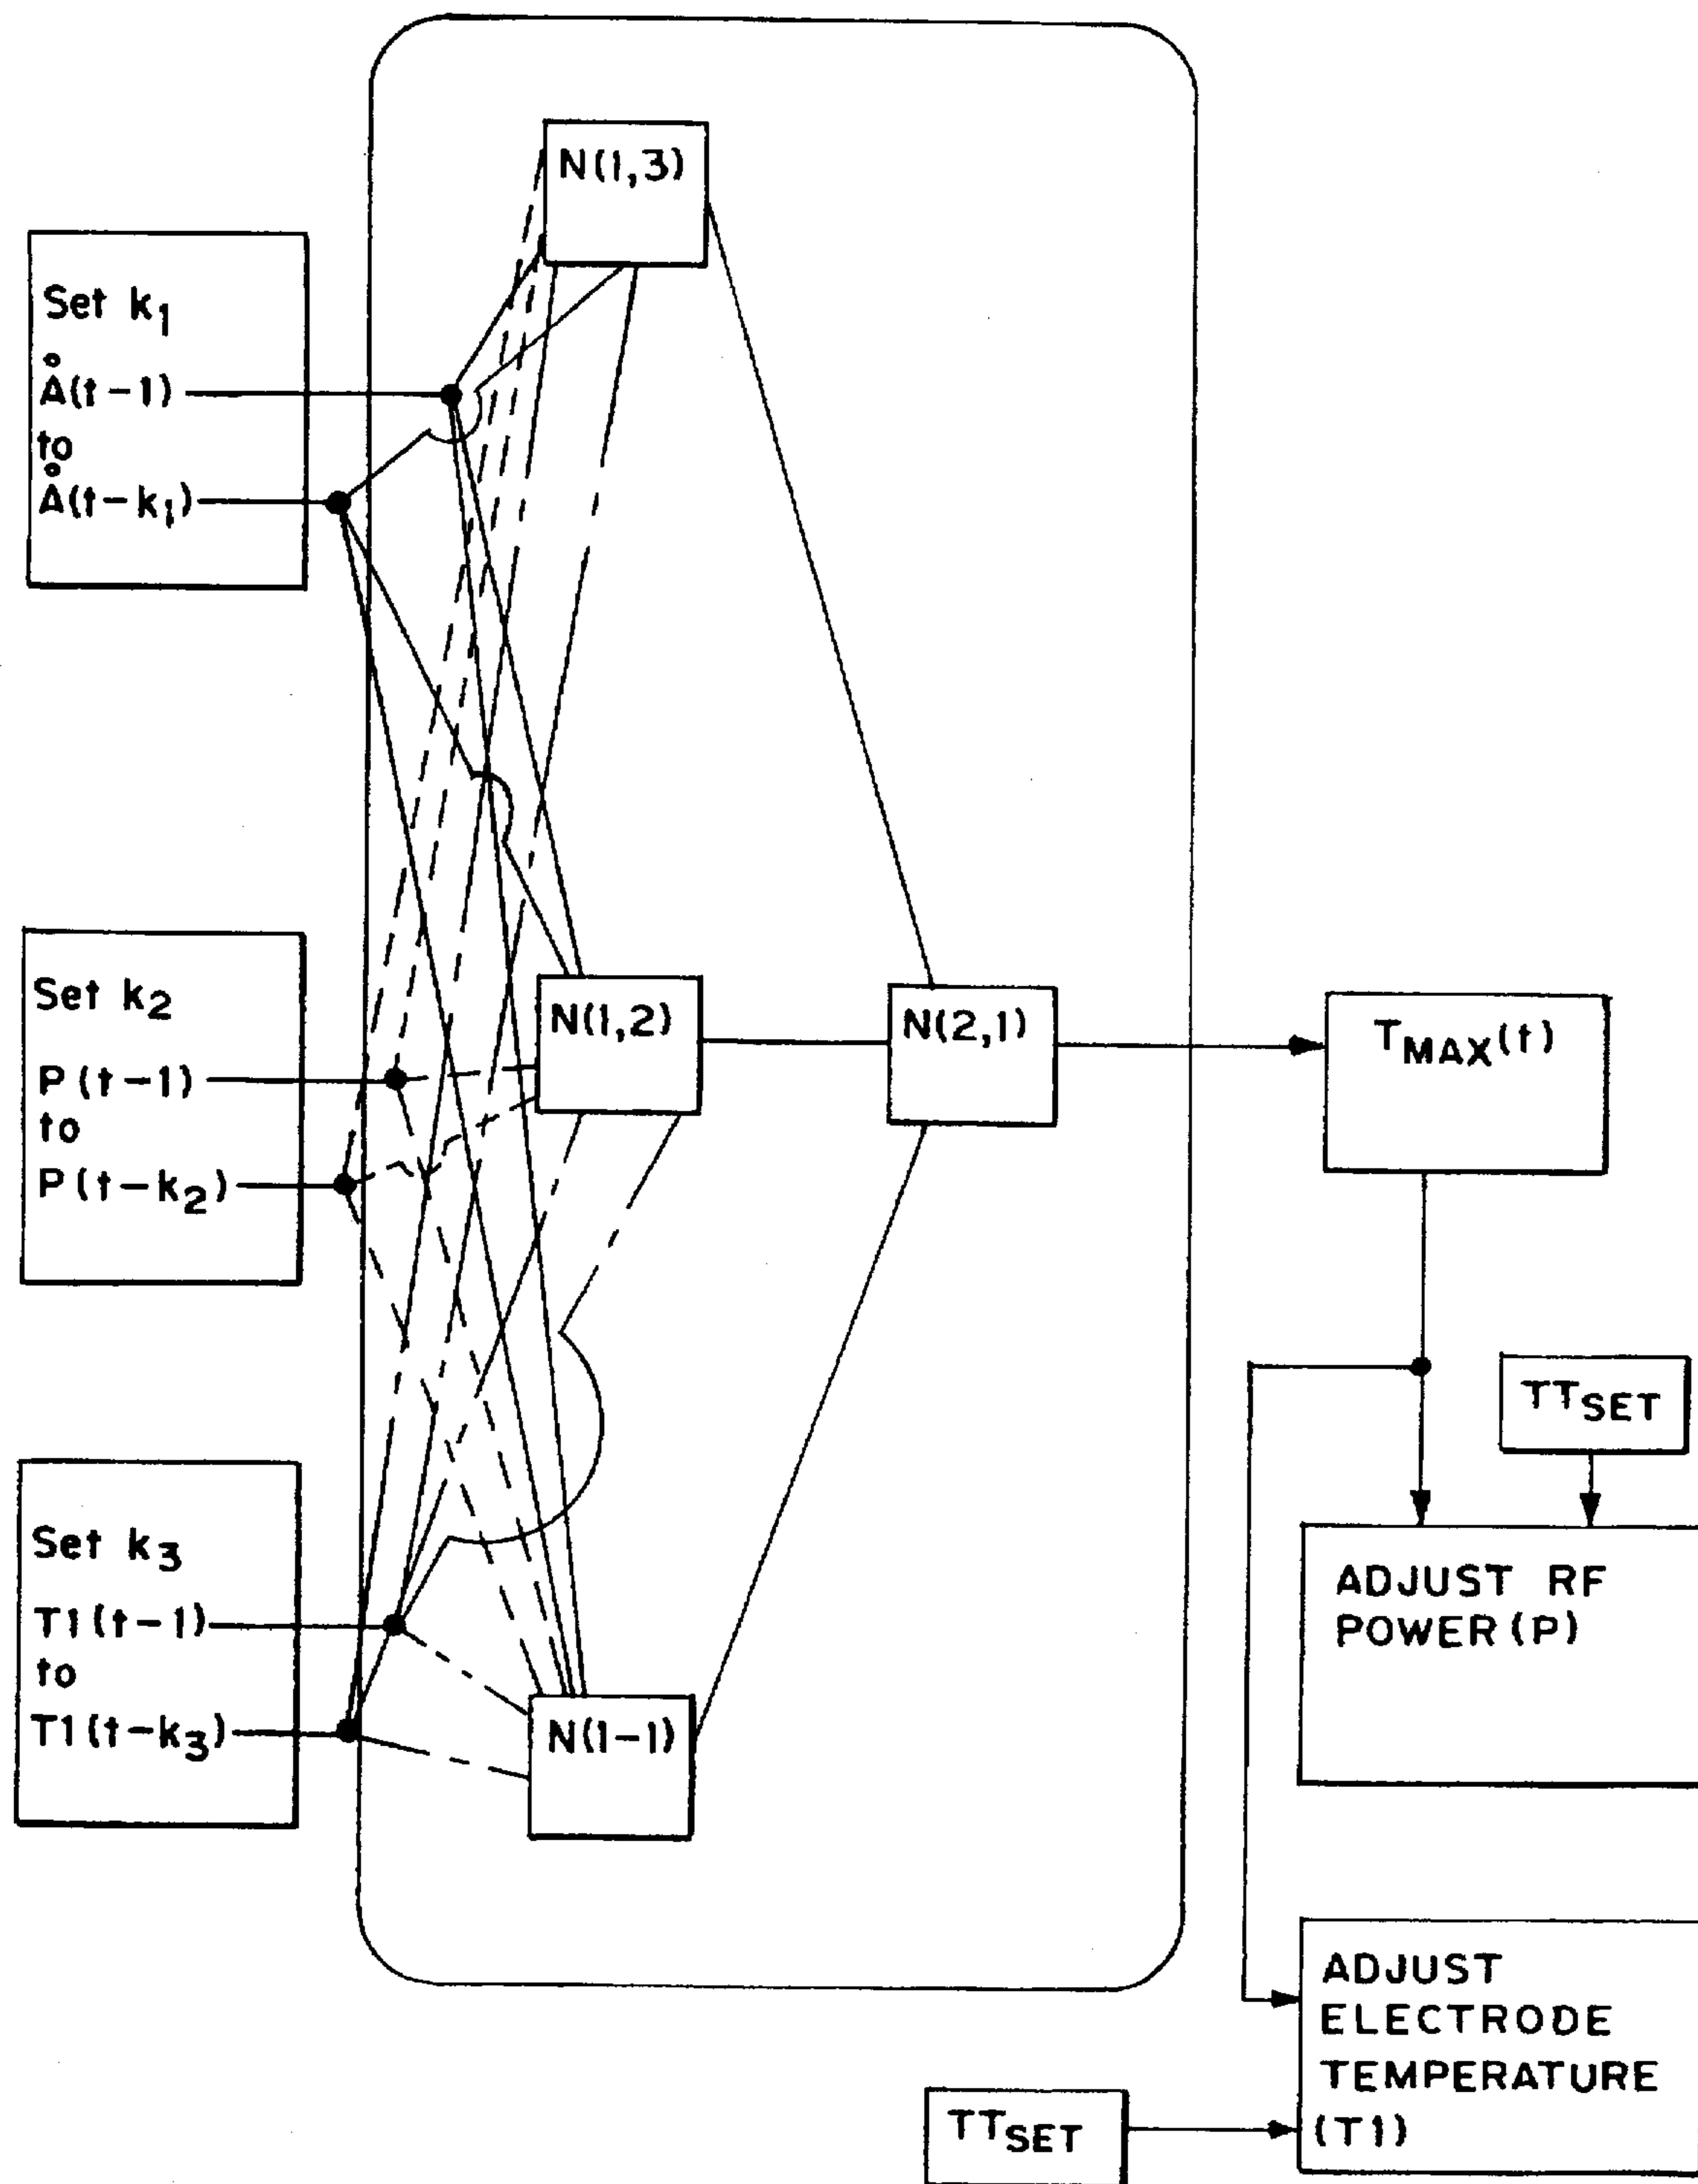 N(1,3)
Set k₁
Å(t-1)
to
Å(t-k₁)
Set k₂
P(t-1)
to
P(t-k₂)
N(1,2)
N(2,1)
TMAX(t)
TTSET
ADJUST RF
POWER(P)
Set k₃
T1(t-1)
to
T1(t-k₃)
N(1-1)
ADJUST
ELECTRODE
TEMPERATURE
(T1)
TTSET